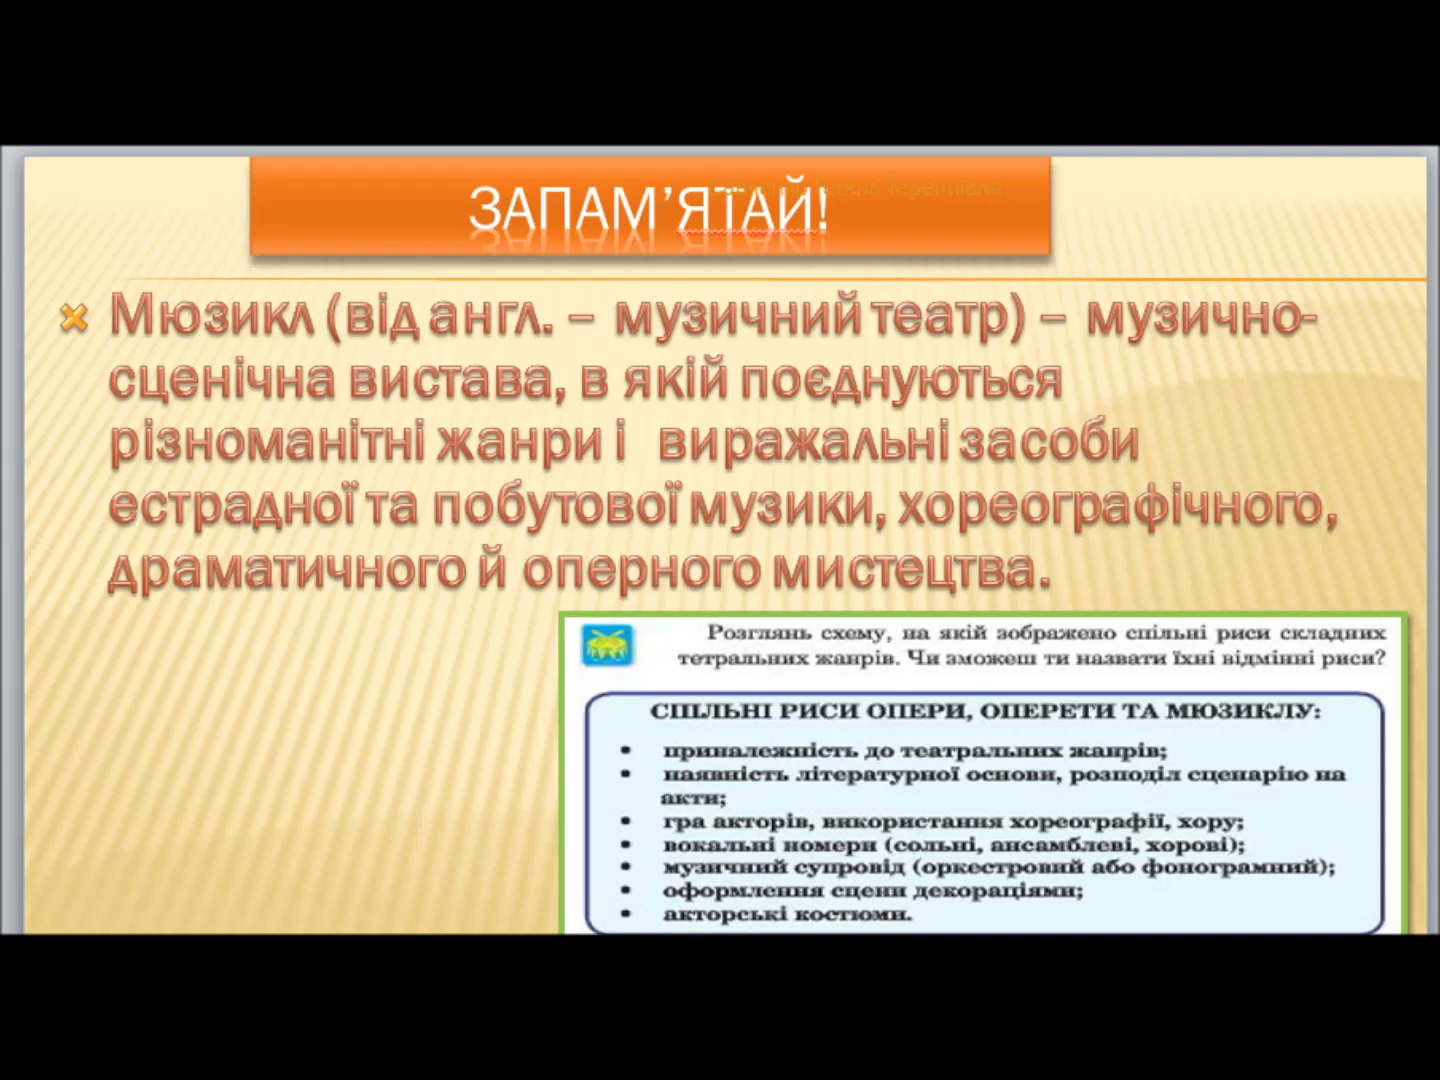 ЗАПАМ’ЯТАЙ!
Мюзикл (від англ. – музичний театр) – музично-
сценічна вистава, в якій поєднуються
різноманітні жанри і виражальні засоби
естрадної та побутової музики, хореографічного,
драматичного й оперного мистецтва.
Розглянь схему, на якій зображено спільні риси складних
тетральних жанрів. Чи зможеш ти назвати їхні відмінні риси?
СПІЛЬНІ РИСИ ОПЕРИ, ОПЕРЕТИ ТА МЮЗИКЛУ:
• приналежність до театральних жанрів;
• наявність літературної основи, розподіл сценарію на
акти;
• гра акторів, використання хореографії, хору;
• вокальні номери (сольні, ансамблеві, хорові);
• музичний супровід (оркестровий або фонограмний);
• оформлення сцени декораціями;
• акторські костюми.